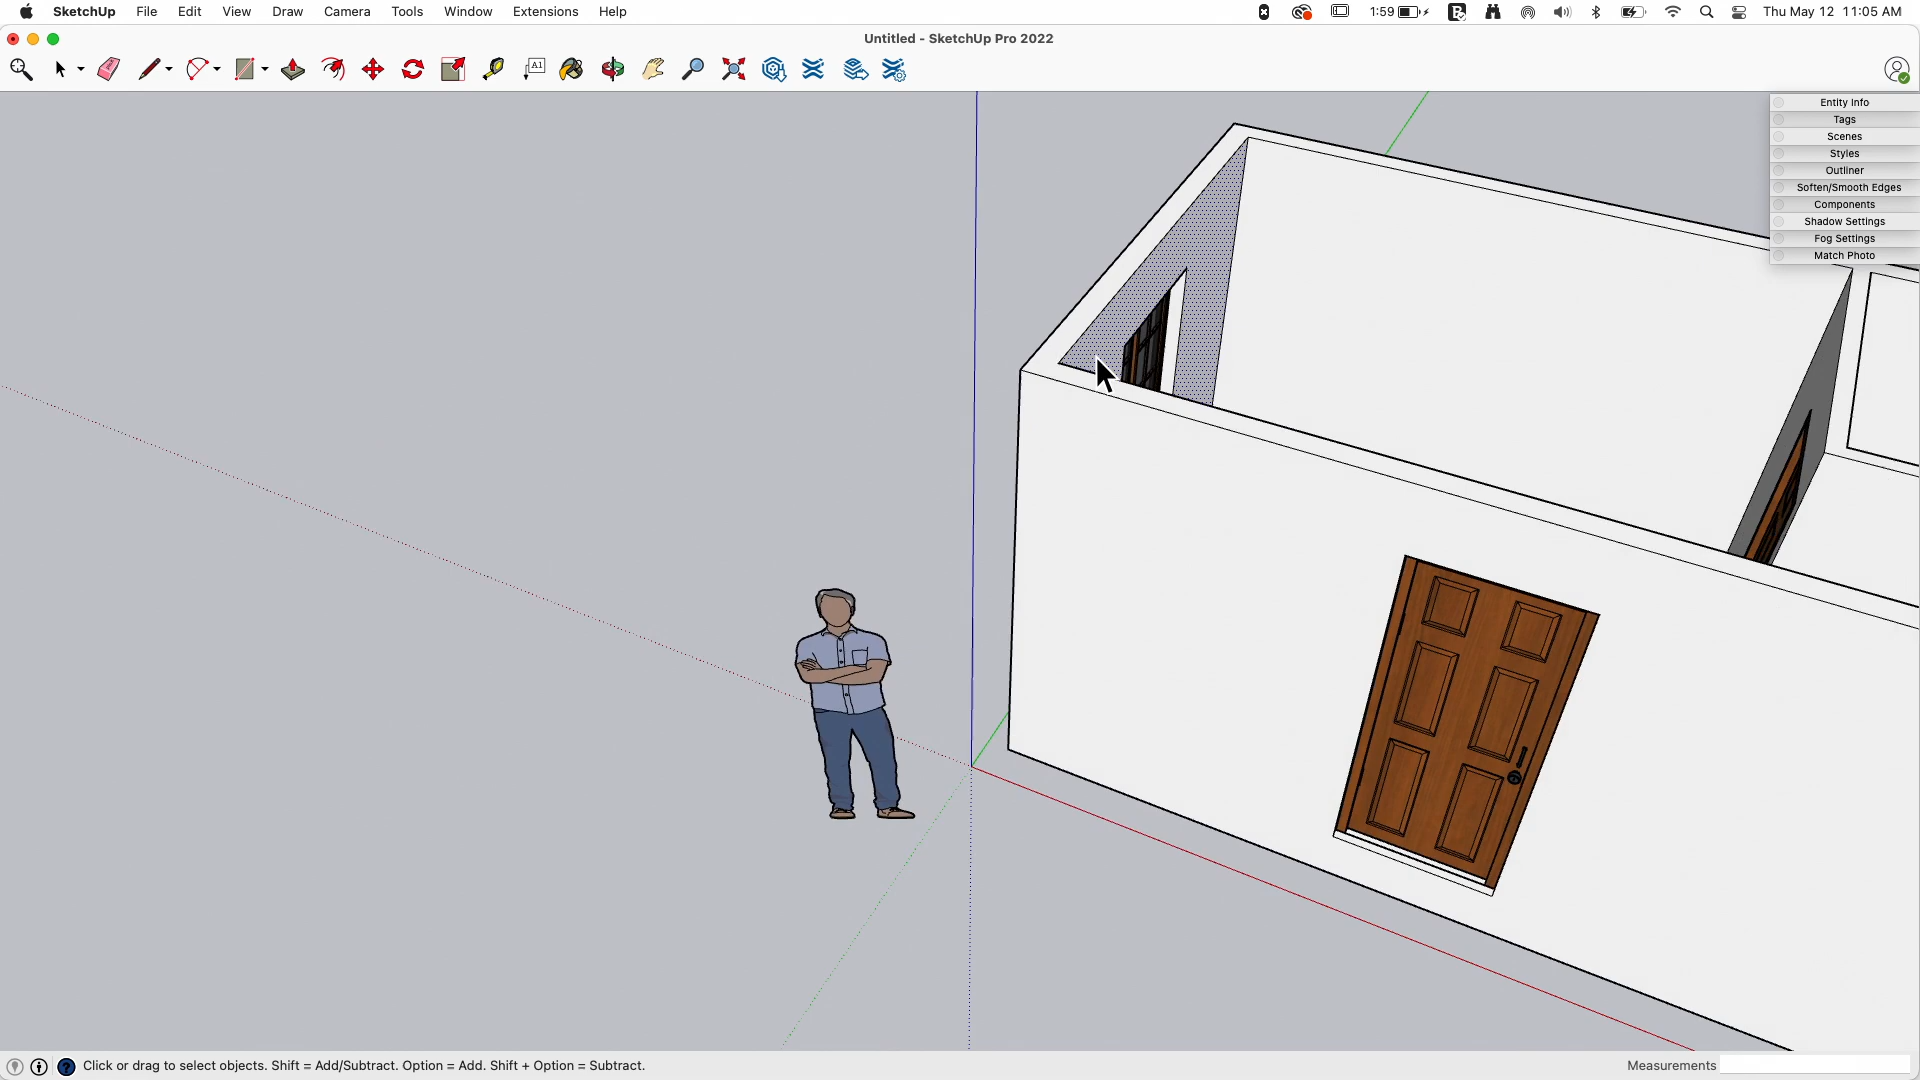 SketchUp File Edit View Draw Camera Tools Window Extensions Help 1:59 Thu May 12 11:05 AM
Untitled - SketchUp Pro 2022
A1
Entity Info
Tags
Scenes
Styles
Outliner
Soften/Smooth Edges
Components
Shadow Settings
Fog Settings
Match Photo
Click or drag to select objects. Shift = Add/Subtract. Option = Add. Shift + Option = Subtract. Measurements